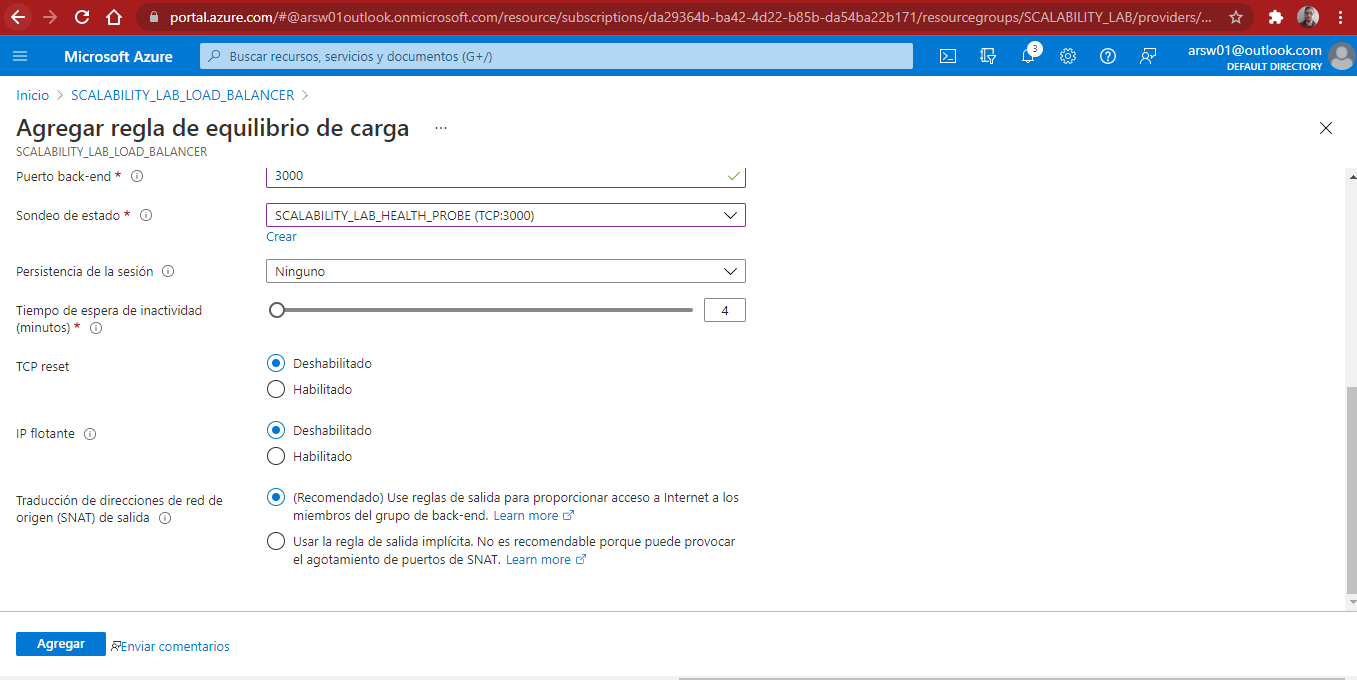 portal.azure.com/#@arsw01outlook.onmicrosoft.com/resource/subscriptions/da29364b-ba42-4d22-b85b-da54ba22b171/resourcegroups/SCALABILITY_LAB/providers/...
Microsoft Azure
Buscar recursos, servicios y documentos (G+/)
3
arsw01@outlook.com
DEFAULT DIRECTORY
Inicio > SCALABILITY_LAB_LOAD_BALANCER >
Agregar regla de equilibrio de carga ...
SCALABILITY_LAB_LOAD_BALANCER
Puerto back-end * 3000
Sondeo de estado * SCALABILITY_LAB_HEALTH_PROBE (TCP:3000)
Crear
Persistencia de la sesión Ninguno
Tiempo de espera de inactividad
(minutos) * 4
TCP reset
Deshabilitado
Habilitado
IP flotante
Deshabilitado
Habilitado
Traducción de direcciones de red de
origen (SNAT) de salida
(Recomendado) Use reglas de salida para proporcionar acceso a Internet a los
miembros del grupo de back-end. Learn more
Usar la regla de salida implícita. No es recomendable porque puede provocar
el agotamiento de puertos de SNAT. Learn more
Agregar Enviar comentarios